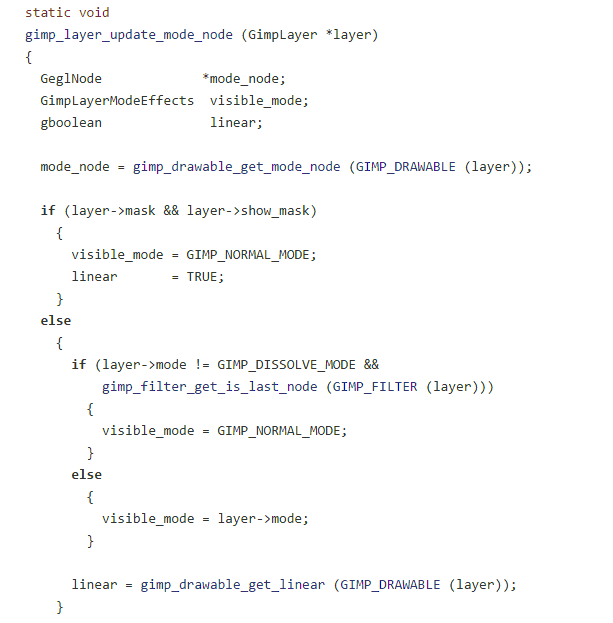 static void
gimp_layer_update_mode_node (GimpLayer *layer)
{
  GeglNode             *mode_node;
  GimpLayerModeEffects  visible_mode;
  gboolean              linear;

  mode_node = gimp_drawable_get_mode_node (GIMP_DRAWABLE (layer));

  if (layer->mask && layer->show_mask)
    {
      visible_mode = GIMP_NORMAL_MODE;
      linear       = TRUE;
    }
  else
    {
      if (layer->mode != GIMP_DISSOLVE_MODE &&
          gimp_filter_get_is_last_node (GIMP_FILTER (layer)))
        {
          visible_mode = GIMP_NORMAL_MODE;
        }
      else
        {
          visible_mode = layer->mode;
        }

      linear = gimp_drawable_get_linear (GIMP_DRAWABLE (layer));
    }